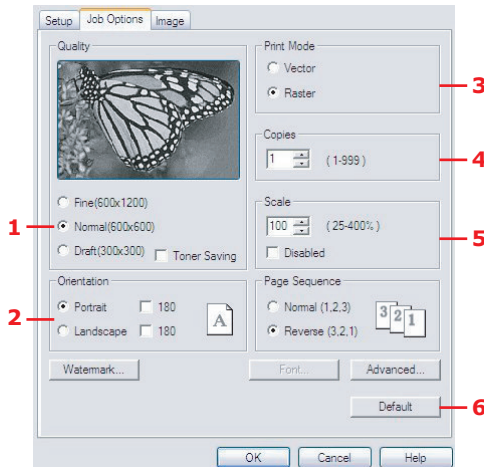 Setup
Job Options
Image
Quality
Fine(600x1200)
1
Normal(600x600)
Draft(300x300)
Toner Saving
Orientation
2
Portrait
180
A
Landscape
180
Watermark...
Print Mode
Vector
3
Raster
Copies
1
(1-999 )
4
Scale
100
(25-400% )
5
Disabled
Page Sequence
Normal (1,2,3)
Reverse (3,2,1)
3 2 1
Font...
Advanced...
Default
6
OK
Cancel
Help